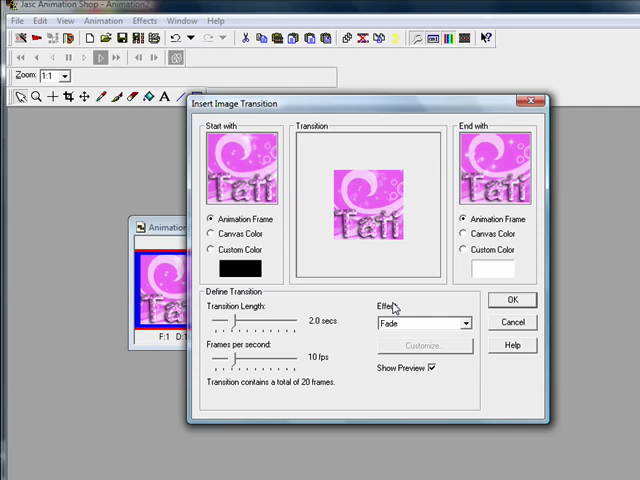 Jasc Animation Shop - Animation2
File Edit View Animation Effects Window Help
Zoom: 1:1
Insert Image Transition
Start with
Transition
End with
Tati
Tati
Tati
Animation Frame
Canvas Color
Custom Color
Animation Frame
Canvas Color
Custom Color
Animation
F:1
Define Transition
Transition Length:
2.0 secs
Frames per second:
10 fps
Transition contains a total of 20 frames.
Effect:
Fade
Customize...
Show Preview
OK
Cancel
Help